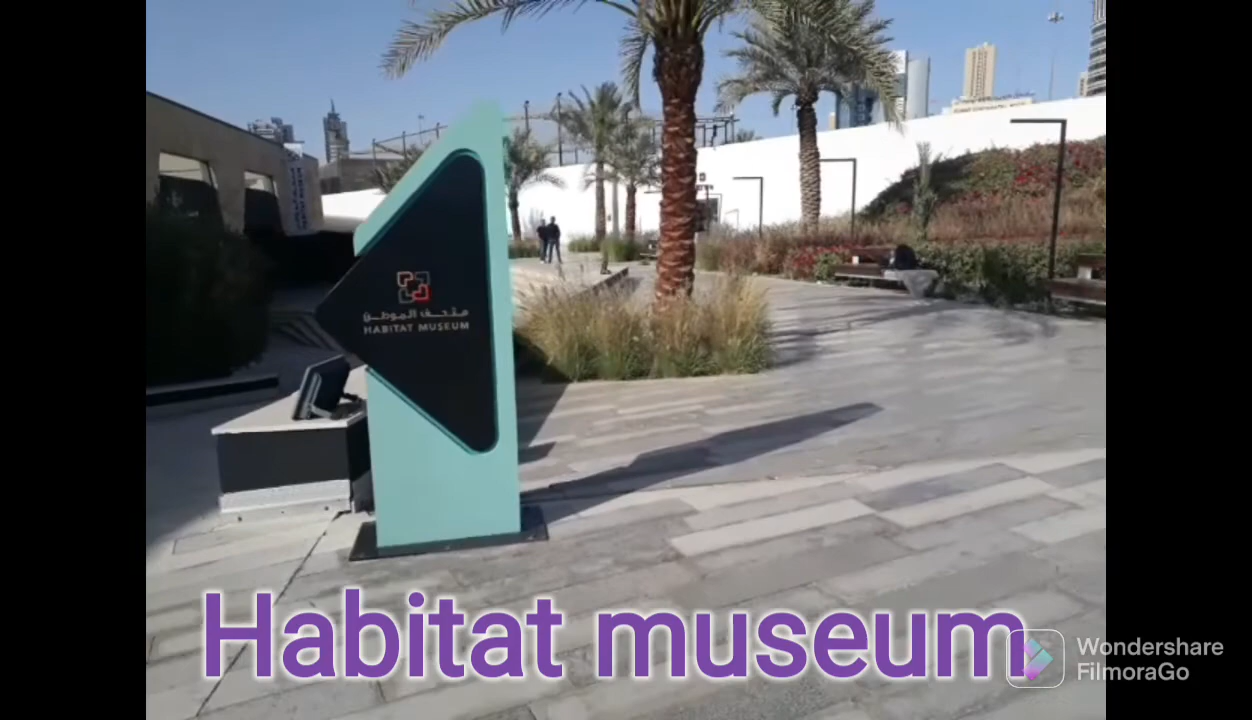 متحف الموطن
HABITAT MUSEUM
Habitat museum
Wondershare
FilmoraGo